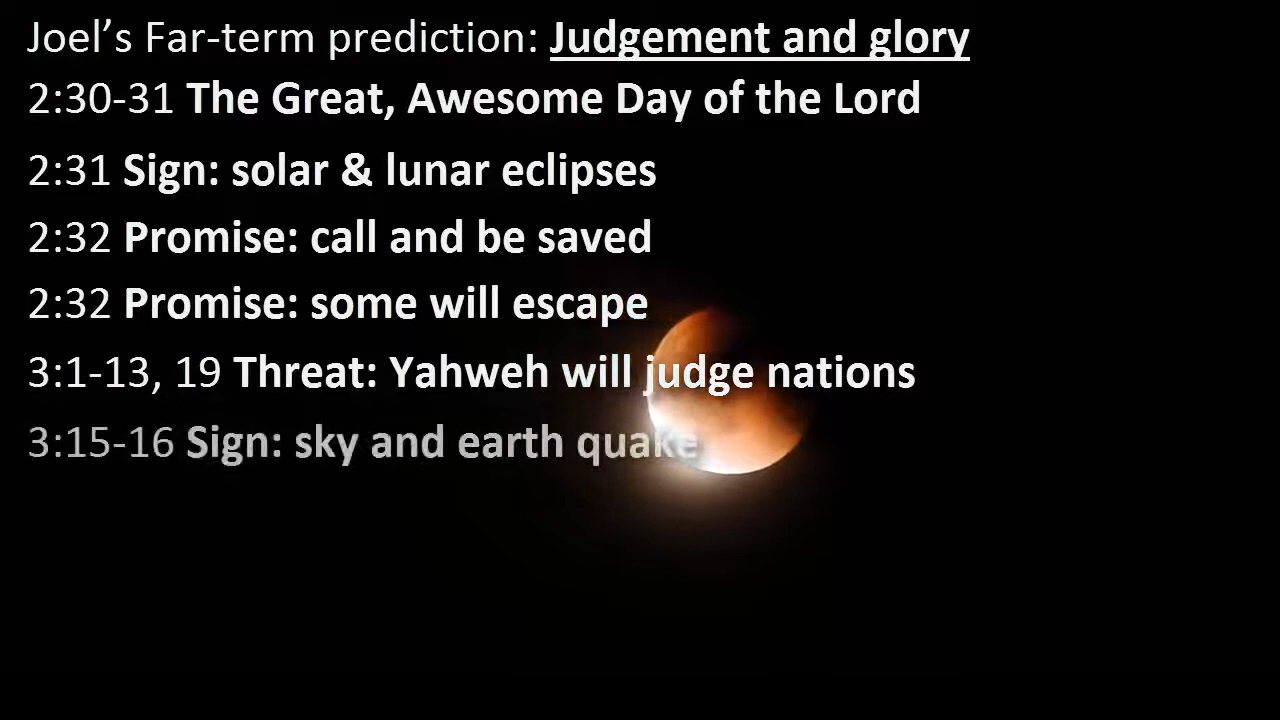 Joel’s Far-term prediction: Judgement and glory
2:30-31 The Great, Awesome Day of the Lord
2:31 Sign: solar & lunar eclipses
2:32 Promise: call and be saved
2:32 Promise: some will escape
3:1-13, 19 Threat: Yahweh will judge nations
3:15-16 Sign: sky and earth quake